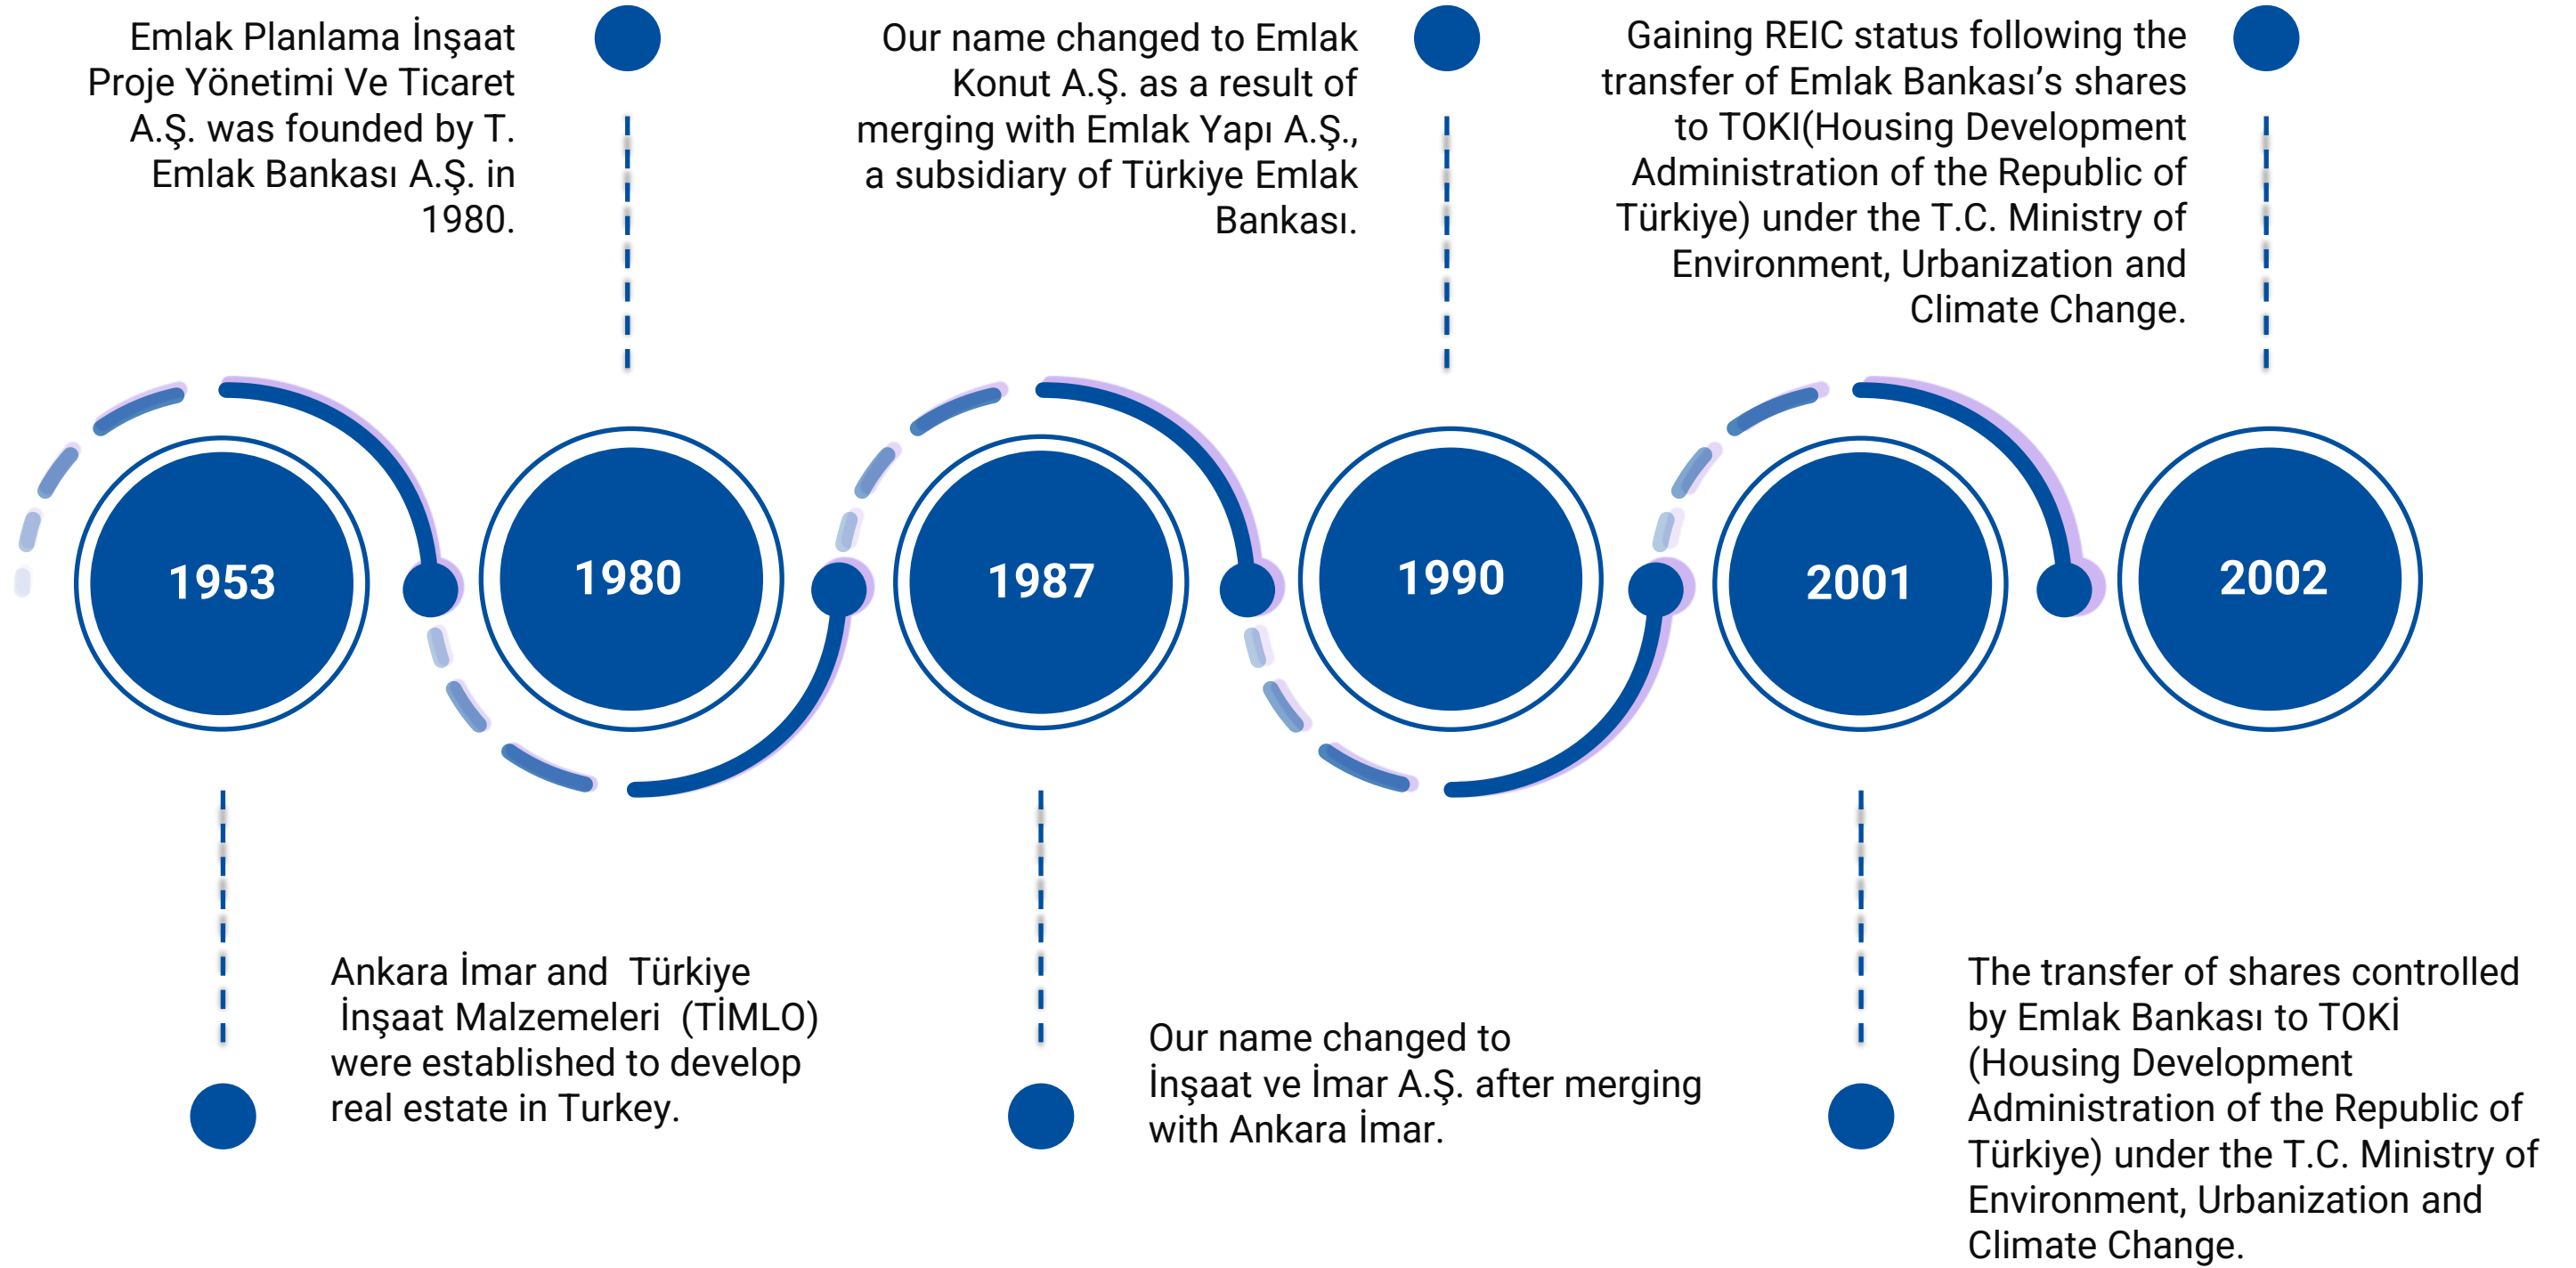 Emlak Planlama İnşaat
Proje Yönetimi Ve Ticaret
A.Ş. was founded by T.
Emlak Bankası A.Ş. in
1980.
Our name changed to Emlak
Konut A.Ş. as a result of
merging with Emlak Yapı A.Ş.,
a subsidiary of Türkiye Emlak
Bankası.
Gaining REIC status following the
transfer of Emlak Bankası’s shares
to TOKI(Housing Development
Administration of the Republic of
Türkiye) under the T.C. Ministry of
Environment, Urbanization and
Climate Change.
1953
1980
1987
1990
2001
2002
Ankara İmar and  Türkiye
İnşaat Malzemeleri  (TİMLO)
were established to develop
real estate in Turkey.
Our name changed to
İnşaat ve İmar A.Ş. after merging
with Ankara İmar.
The transfer of shares controlled
by Emlak Bankası to TOKİ
(Housing Development
Administration of the Republic of
Türkiye) under the T.C. Ministry of
Environment, Urbanization and
Climate Change.